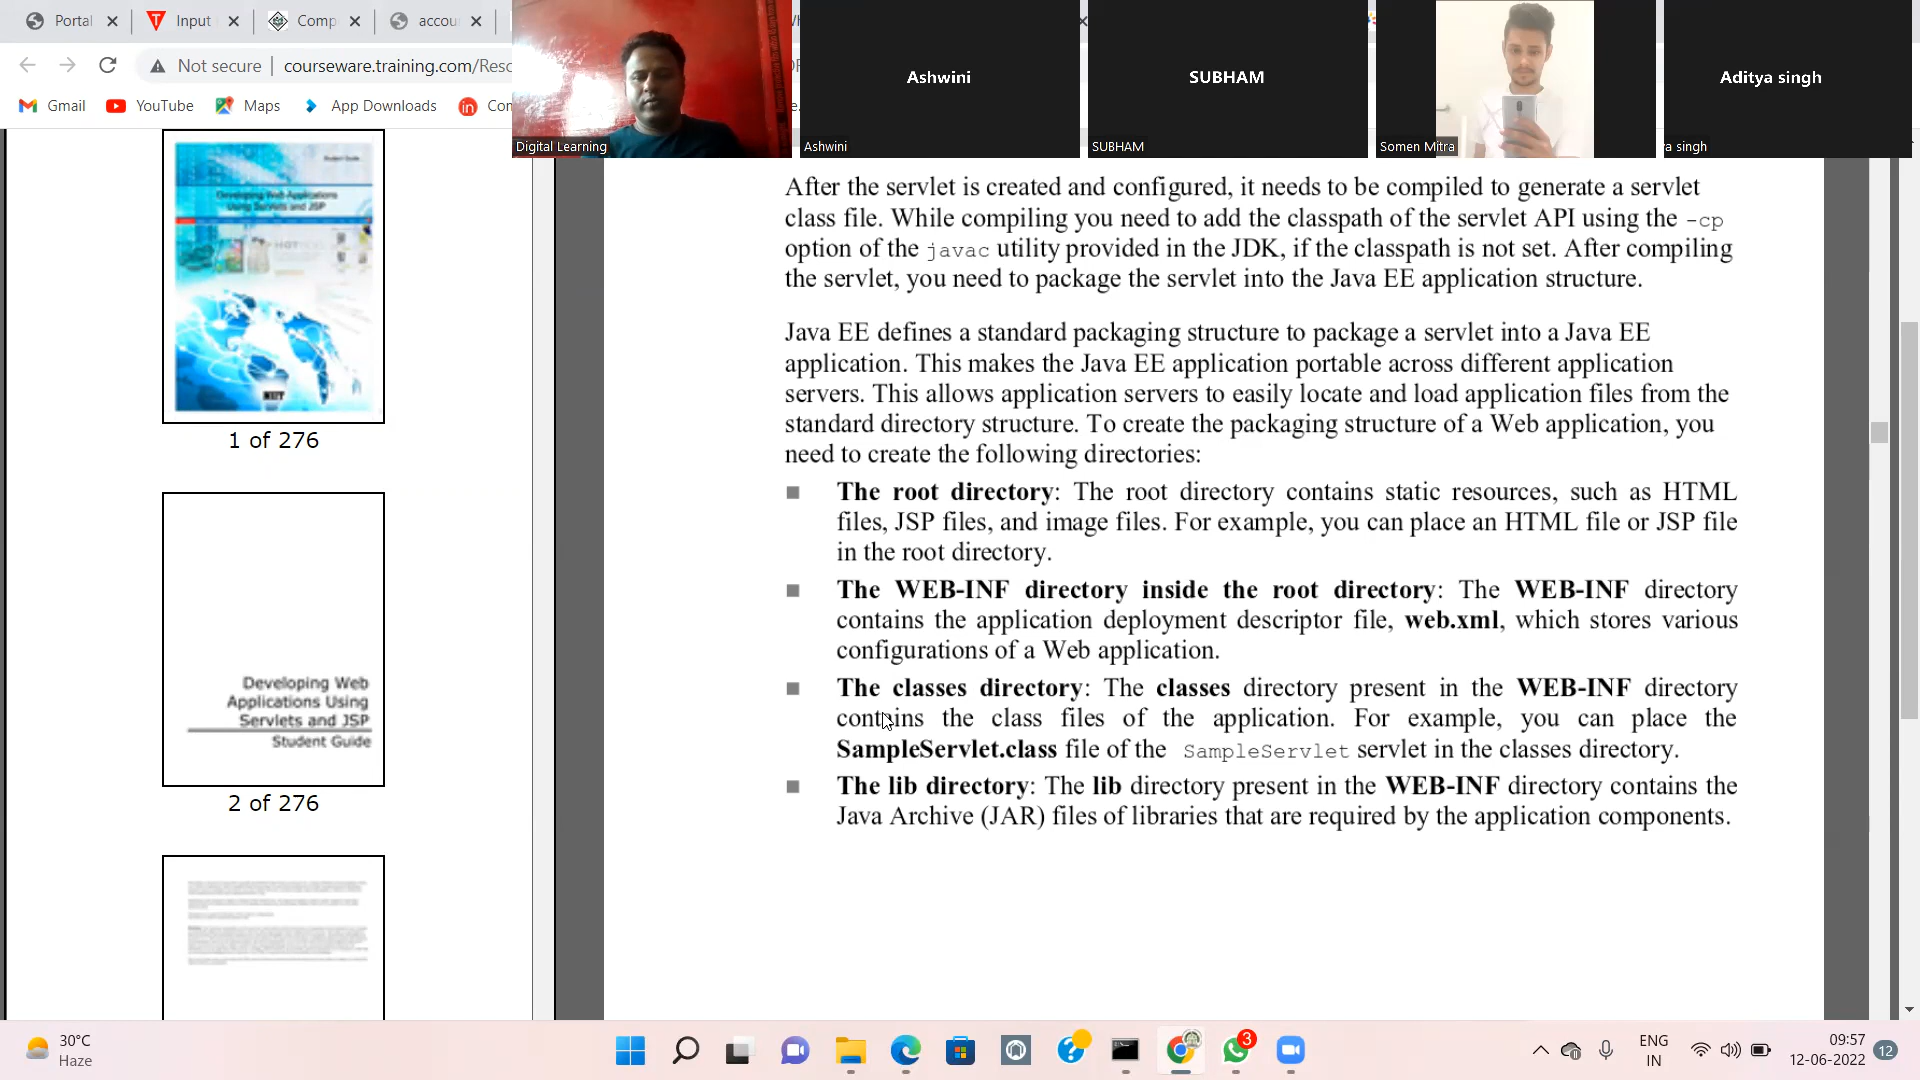 Portal
Input
Comp
accou
Not secure
courseware.training.com/Reso
Gmail
YouTube
Maps
App Downloads
Digital Learning
Ashwini
Ashwini
SUBHAM
SUBHAM
Somen Mitra
Aditya singh
ya singh
Student Guide
Developing Web Applications
Using Servlets and JSP
NIIT
1 of 276
Developing Web
Applications Using
Servlets and JSP
Student Guide
2 of 276
After the servlet is created and configured, it needs to be compiled to generate a servlet
class file. While compiling you need to add the classpath of the servlet API using the -cp
option of the javac utility provided in the JDK, if the classpath is not set. After compiling
the servlet, you need to package the servlet into the Java EE application structure.
Java EE defines a standard packaging structure to package a servlet into a Java EE
application. This makes the Java EE application portable across different application
servers. This allows application servers to easily locate and load application files from the
standard directory structure. To create the packaging structure of a Web application, you
need to create the following directories:
The root directory: The root directory contains static resources, such as HTML
files, JSP files, and image files. For example, you can place an HTML file or JSP file
in the root directory.
The WEB-INF directory inside the root directory: The WEB-INF directory
contains the application deployment descriptor file, web.xml, which stores various
configurations of a Web application.
The classes directory: The classes directory present in the WEB-INF directory
contains the class files of the application. For example, you can place the
SampleServlet.class file of the SampleServlet servlet in the classes directory.
The lib directory: The lib directory present in the WEB-INF directory contains the
Java Archive (JAR) files of libraries that are required by the application components.
30°C
Haze
3
ENG
IN
09:57
12-06-2022
12